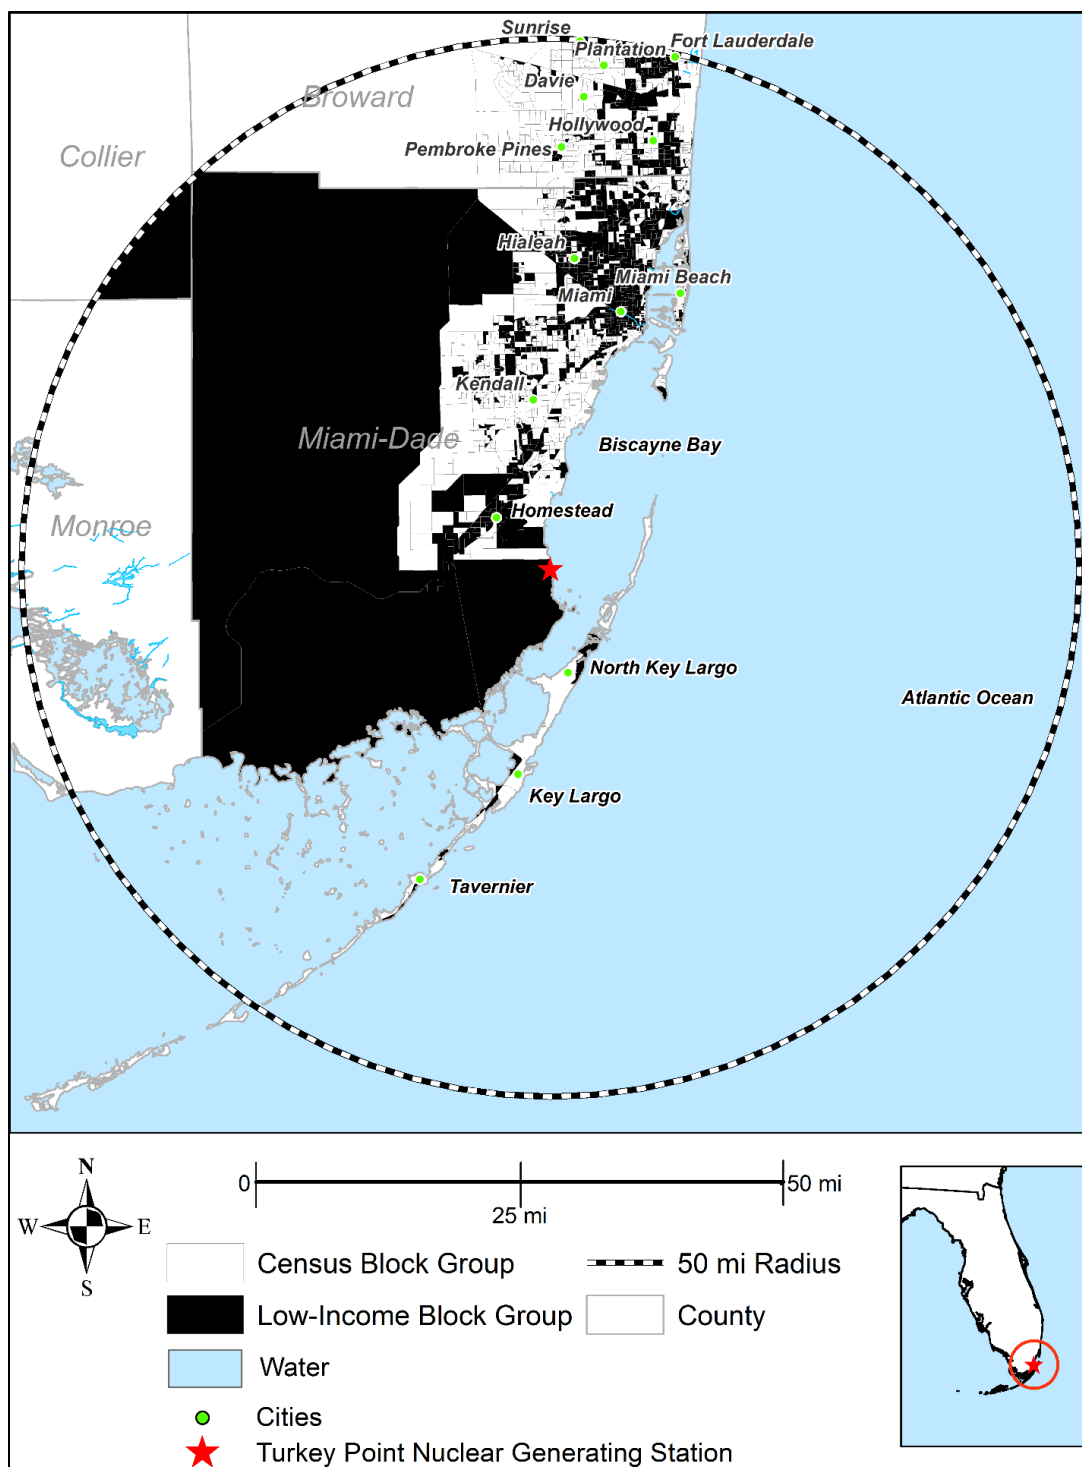 Sunrise
Plantation
Fort Lauderdale
Davie
Broward
Hollywood
Collier
Pembroke Pines
Hialeah
Miami Beach
Miami
Kendall
Miami-Dade
Biscayne Bay
Homestead
Monroe
North Key Largo
Atlantic Ocean
Key Largo
Tavernier
N
W E
S
0 50 mi
25 mi
Census Block Group 50 mi Radius
Low-Income Block Group County
Water
Cities
Turkey Point Nuclear Generating Station